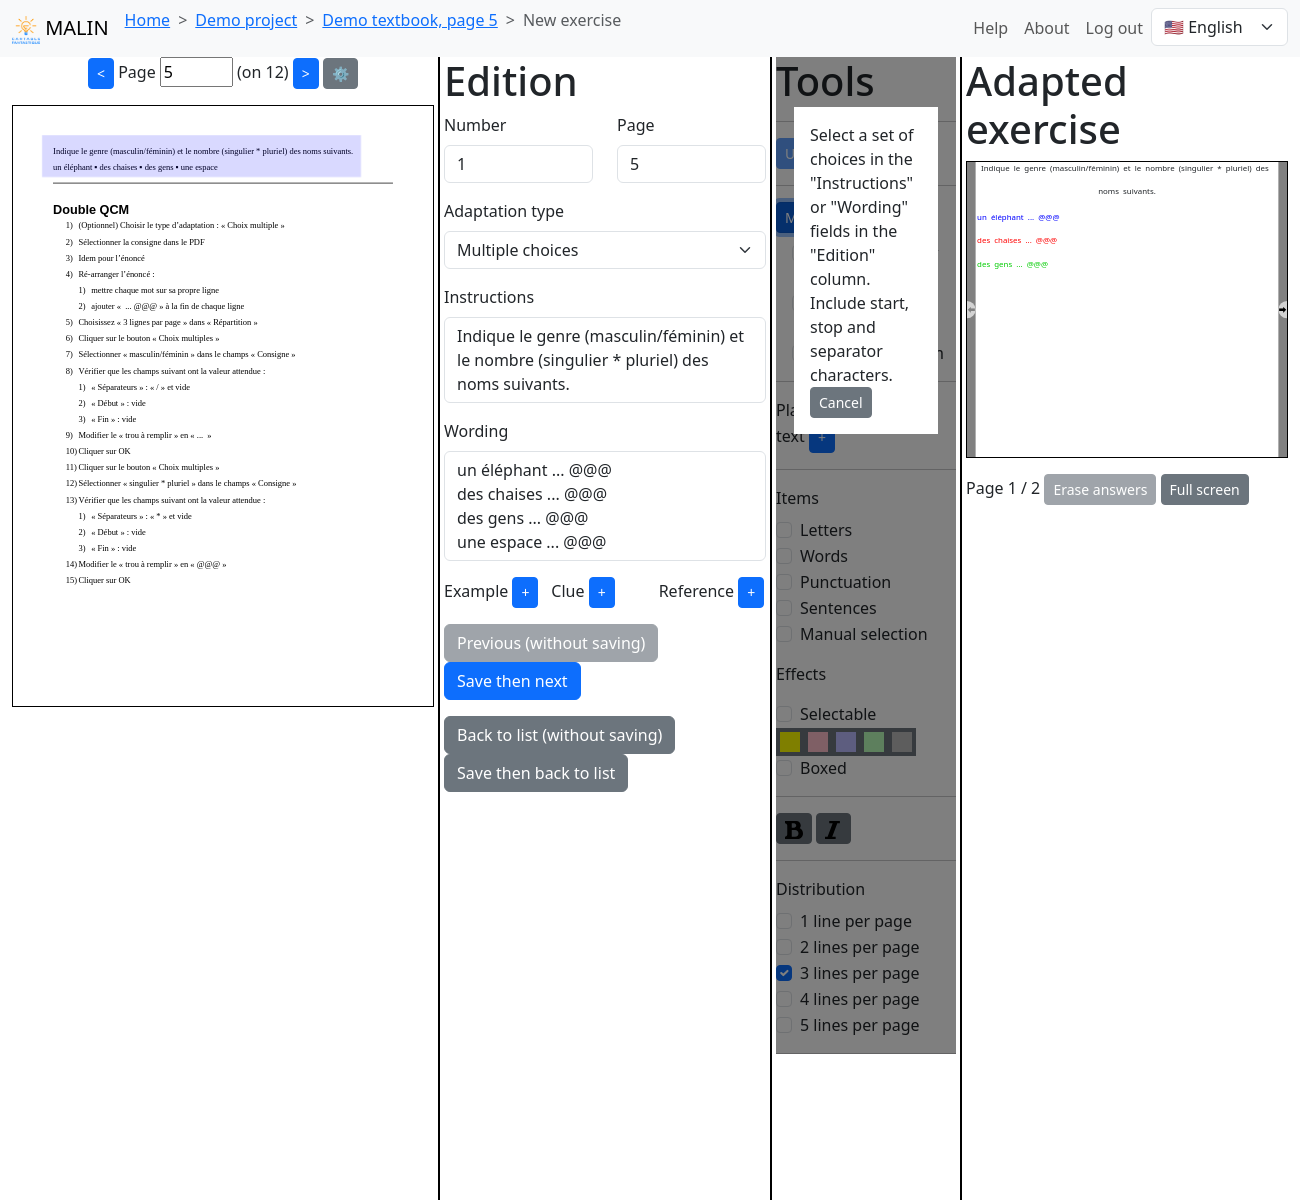 MALIN
Home > Demo project > Demo textbook, page 5 > New exercise
Help About Log out 🇺🇸 English
< Page 5 (on 12) > ⚙️
Indique le genre (masculin/féminin) et le nombre (singulier * pluriel) des noms suivants.
un éléphant • des chaises • des gens • une espace
Double QCM
1) (Optionnel) Choisir le type d’adaptation : « Choix multiple »
2) Sélectionner la consigne dans le PDF
3) Idem pour l’énoncé
4) Ré-arranger l’énoncé :
1) mettre chaque mot sur sa propre ligne
2) ajouter « ... @@@ » à la fin de chaque ligne
5) Choisissez « 3 lignes par page » dans « Répartition »
6) Cliquer sur le bouton « Choix multiples »
7) Sélectionner « masculin/féminin » dans le champs « Consigne »
8) Vérifier que les champs suivant ont la valeur attendue :
1) « Séparateurs » : « / » et vide
2) « Début » : vide
3) « Fin » : vide
9) Modifier le « trou à remplir » en « ... »
10) Cliquer sur OK
11) Cliquer sur le bouton « Choix multiples »
12) Sélectionner « singulier * pluriel » dans le champs « Consigne »
13) Vérifier que les champs suivant ont la valeur attendue :
1) « Séparateurs » : « * » et vide
2) « Début » : vide
3) « Fin » : vide
14) Modifier le « trou à remplir » en « @@@ »
15) Cliquer sur OK
Edition
Number Page
1 5
Adaptation type
Multiple choices
Instructions
Indique le genre (masculin/féminin) et
le nombre (singulier * pluriel) des
noms suivants.
Wording
un éléphant ... @@@
des chaises ... @@@
des gens ... @@@
une espace ... @@@
Example + Clue + Reference +
Previous (without saving)
Save then next
Back to list (without saving)
Save then back to list
Tools
Select a set of
choices in the
"Instructions"
or "Wording"
fields in the
"Edition"
column.
Include start,
stop and
separator
characters.
Cancel
text +
Items
Letters
Words
Punctuation
Sentences
Manual selection
Effects
Selectable
Boxed
B I
Distribution
1 line per page
2 lines per page
3 lines per page
4 lines per page
5 lines per page
Adapted
exercise
Indique le genre (masculin/féminin) et le nombre (singulier * pluriel) des
noms suivants.
un éléphant ... @@@
des chaises ... @@@
des gens ... @@@
Page 1 / 2 Erase answers Full screen